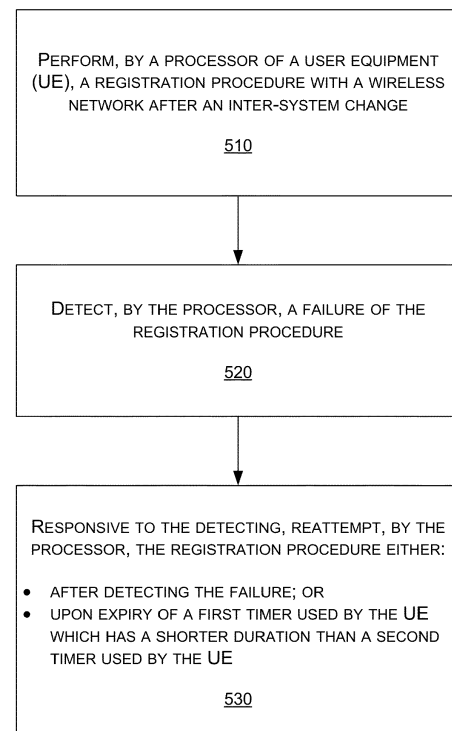 PERFORM, BY A PROCESSOR OF A USER EQUIPMENT
(UE), A REGISTRATION PROCEDURE WITH A WIRELESS
NETWORK AFTER AN INTER-SYSTEM CHANGE
510
DETECT, BY THE PROCESSOR, A FAILURE OF THE
REGISTRATION PROCEDURE
520
RESPONSIVE TO THE DETECTING, REATTEMPT, BY THE
PROCESSOR, THE REGISTRATION PROCEDURE EITHER:
• AFTER DETECTING THE FAILURE; OR
• UPON EXPIRY OF A FIRST TIMER USED BY THE UE
WHICH HAS A SHORTER DURATION THAN A SECOND
TIMER USED BY THE UE
530